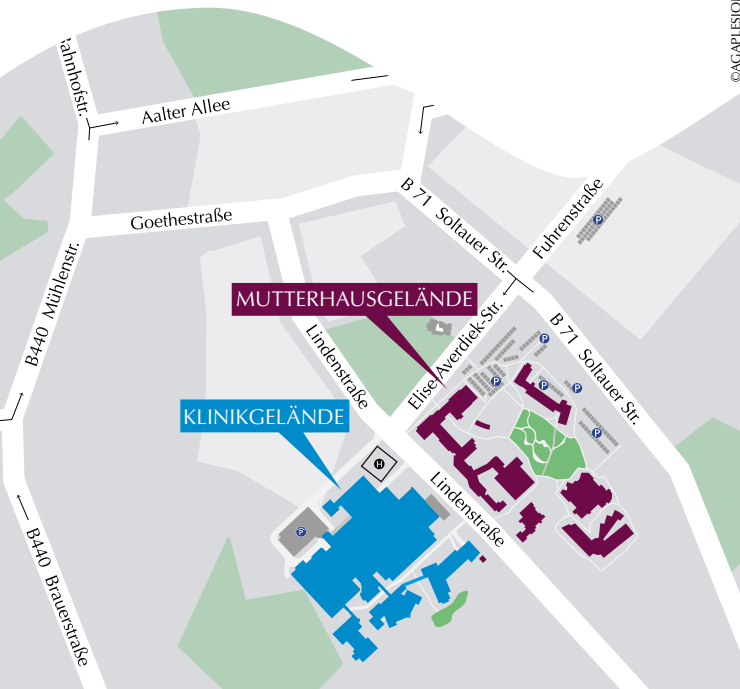 ©AGAPLESION
Bahnhofstr.
Aalter Allee
Goethestraße
B 71 Soltauer Str.
Fuhrenstraße
P
B440 Mühlenstr.
MUTTERHAUSGELÄNDE
Elise-Averdiek-Str.
L
B 71 Soltauer Str.
P
P
P
P
P
Lindenstraße
KLINIKGELÄNDE
H
Lindenstraße
P
B440 Brauerstraße